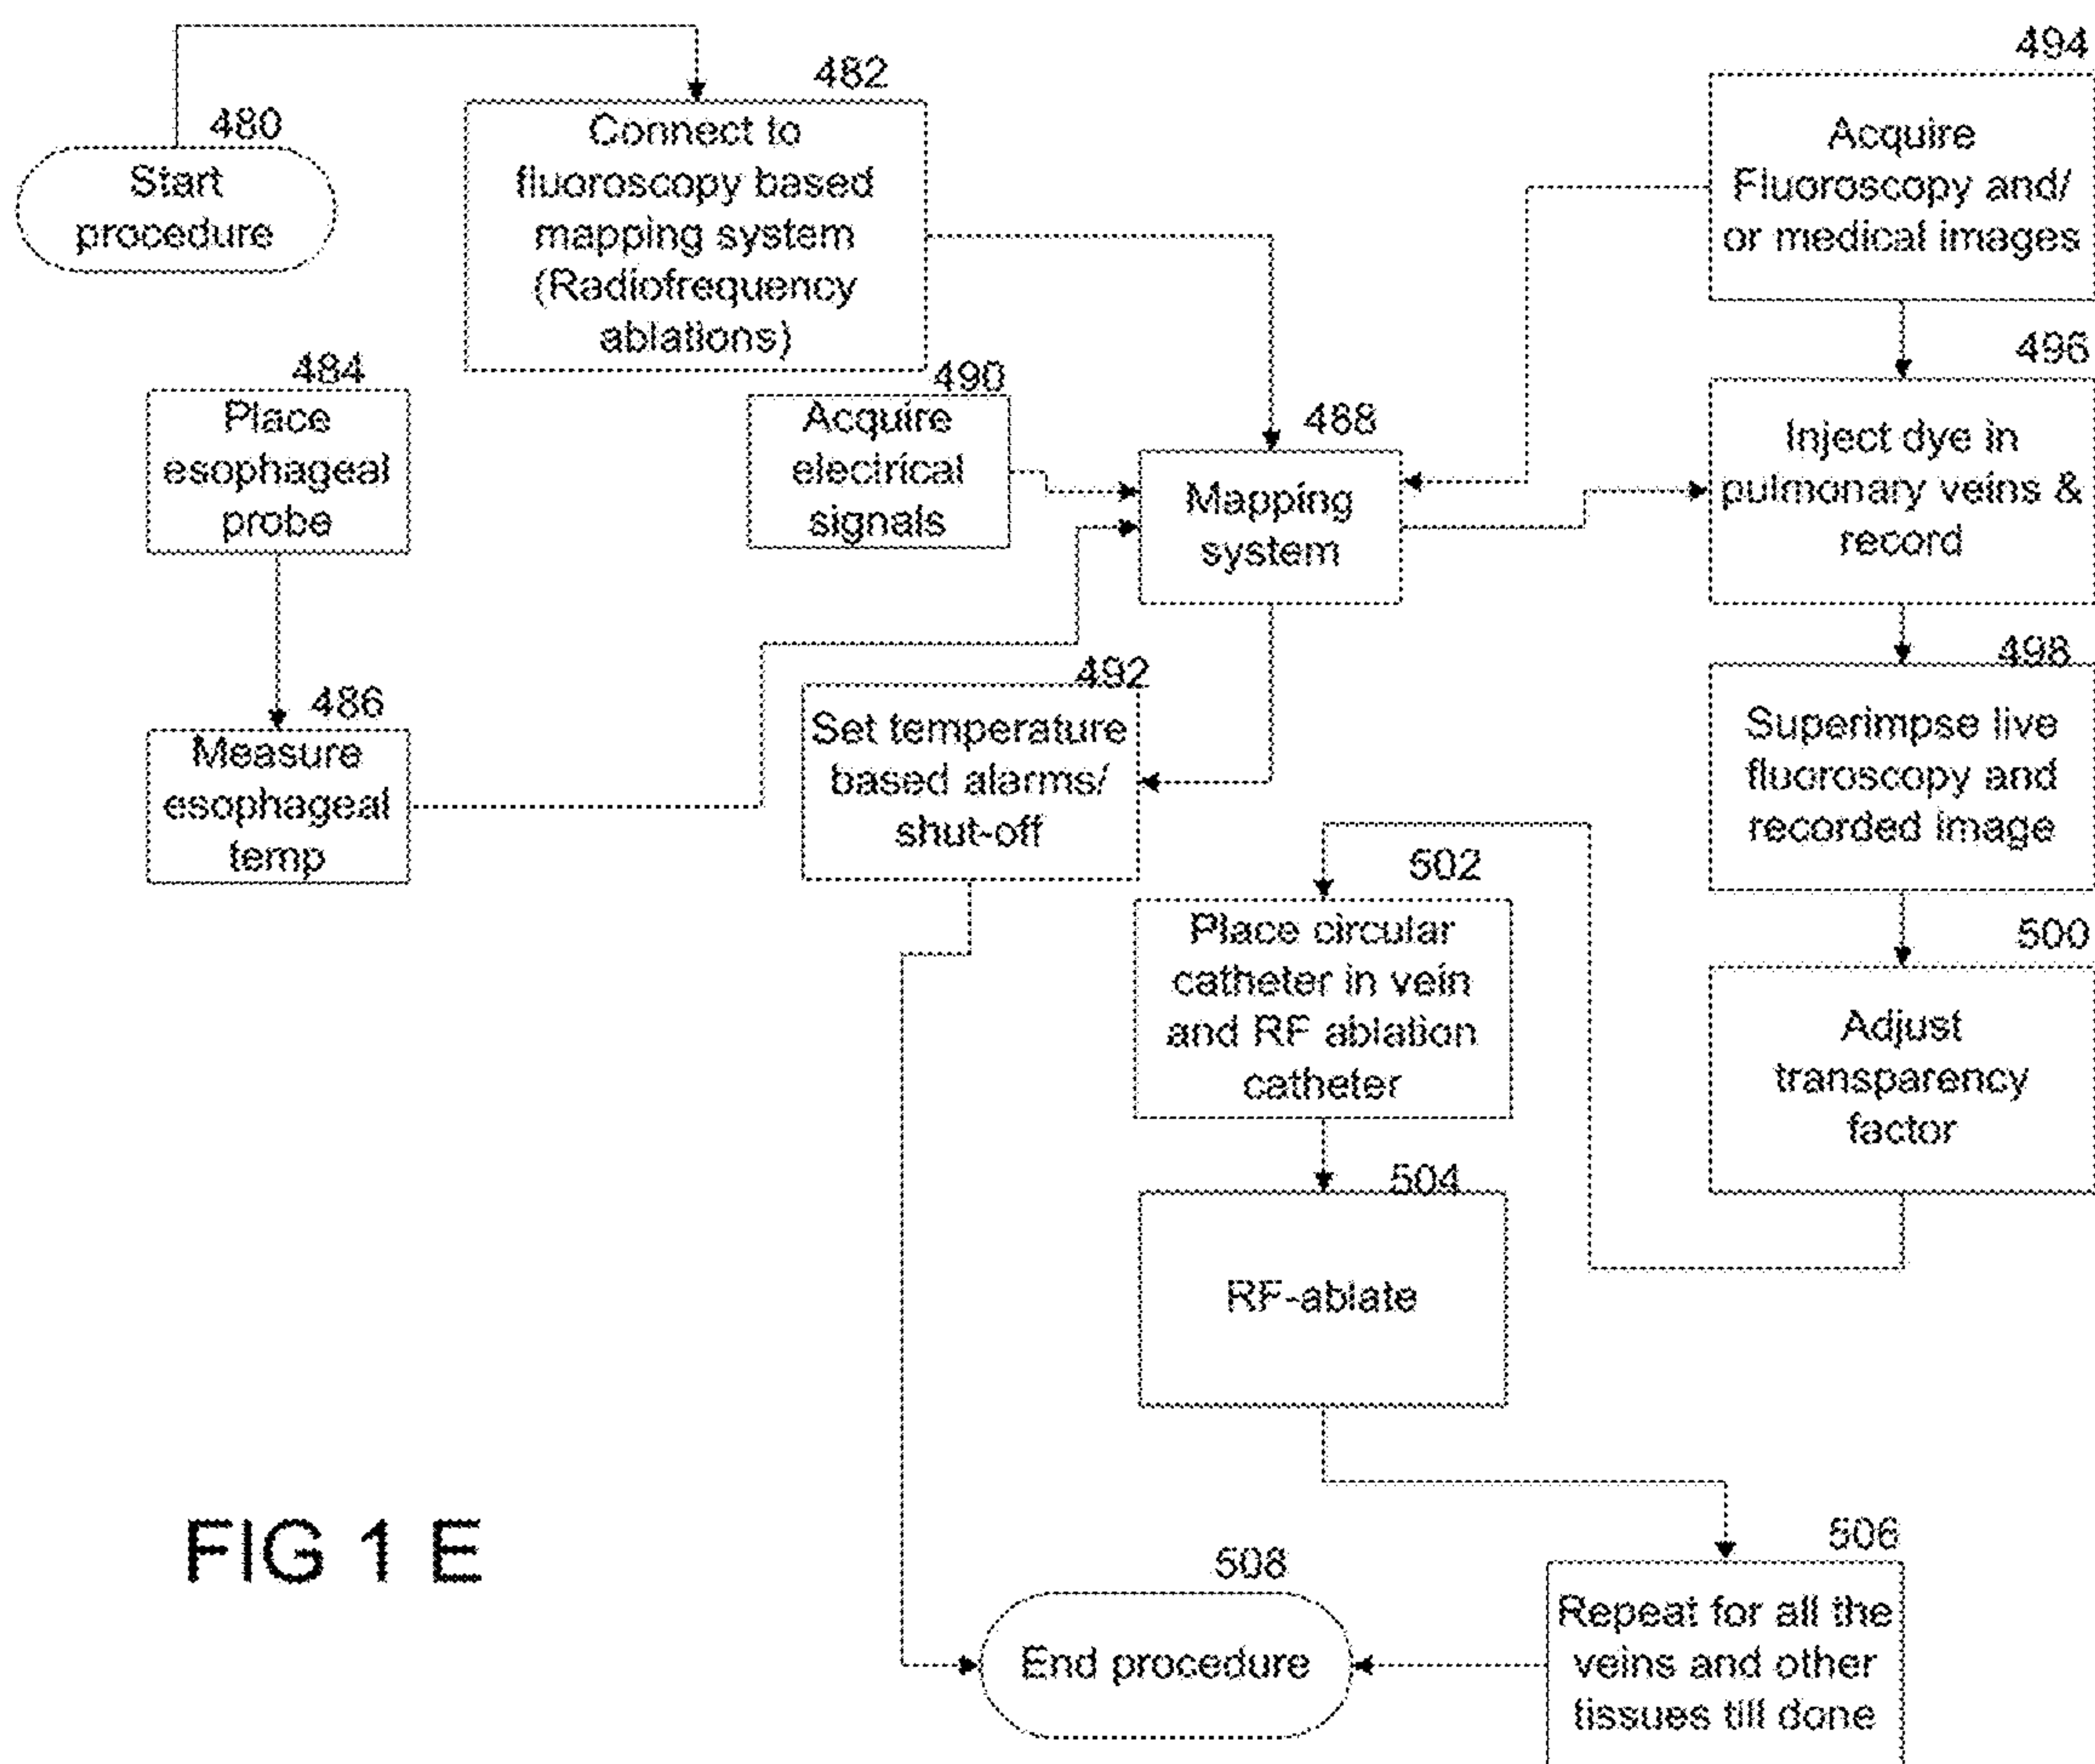 480
Start
procedure
482
Connect to
fluoroscopy based
mapping system
(Radiofrequency
ablations)
484
Place
esophageal
probe
486
Measure
esophageal
temp
490
Acquire
electrical
signals
488
Mapping
system
492
Set temperature
based alarms/
shut-off
494
Acquire
Fluoroscopy and/
or medical images
496
Inject dye in
pulmonary veins &
record
498
Superimpse live
fluoroscopy and
recorded image
500
Adjust
transparency
factor
502
Place circular
catheter in vein
and RF ablation
catheter
504
RF-ablate
506
Repeat for all the
veins and other
tissues till done
508
End procedure
FIG 1 E